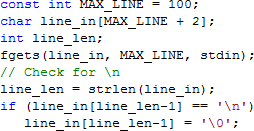 const int MAX_LINE = 100;
char line_in[MAX_LINE + 2];
int line_len;
fgets(line_in, MAX_LINE, stdin);
// Check for \n
line_len = strlen(line_in);
if (line_in[line_len-1] == '\n')
   line_in[line_len-1] = '\0';